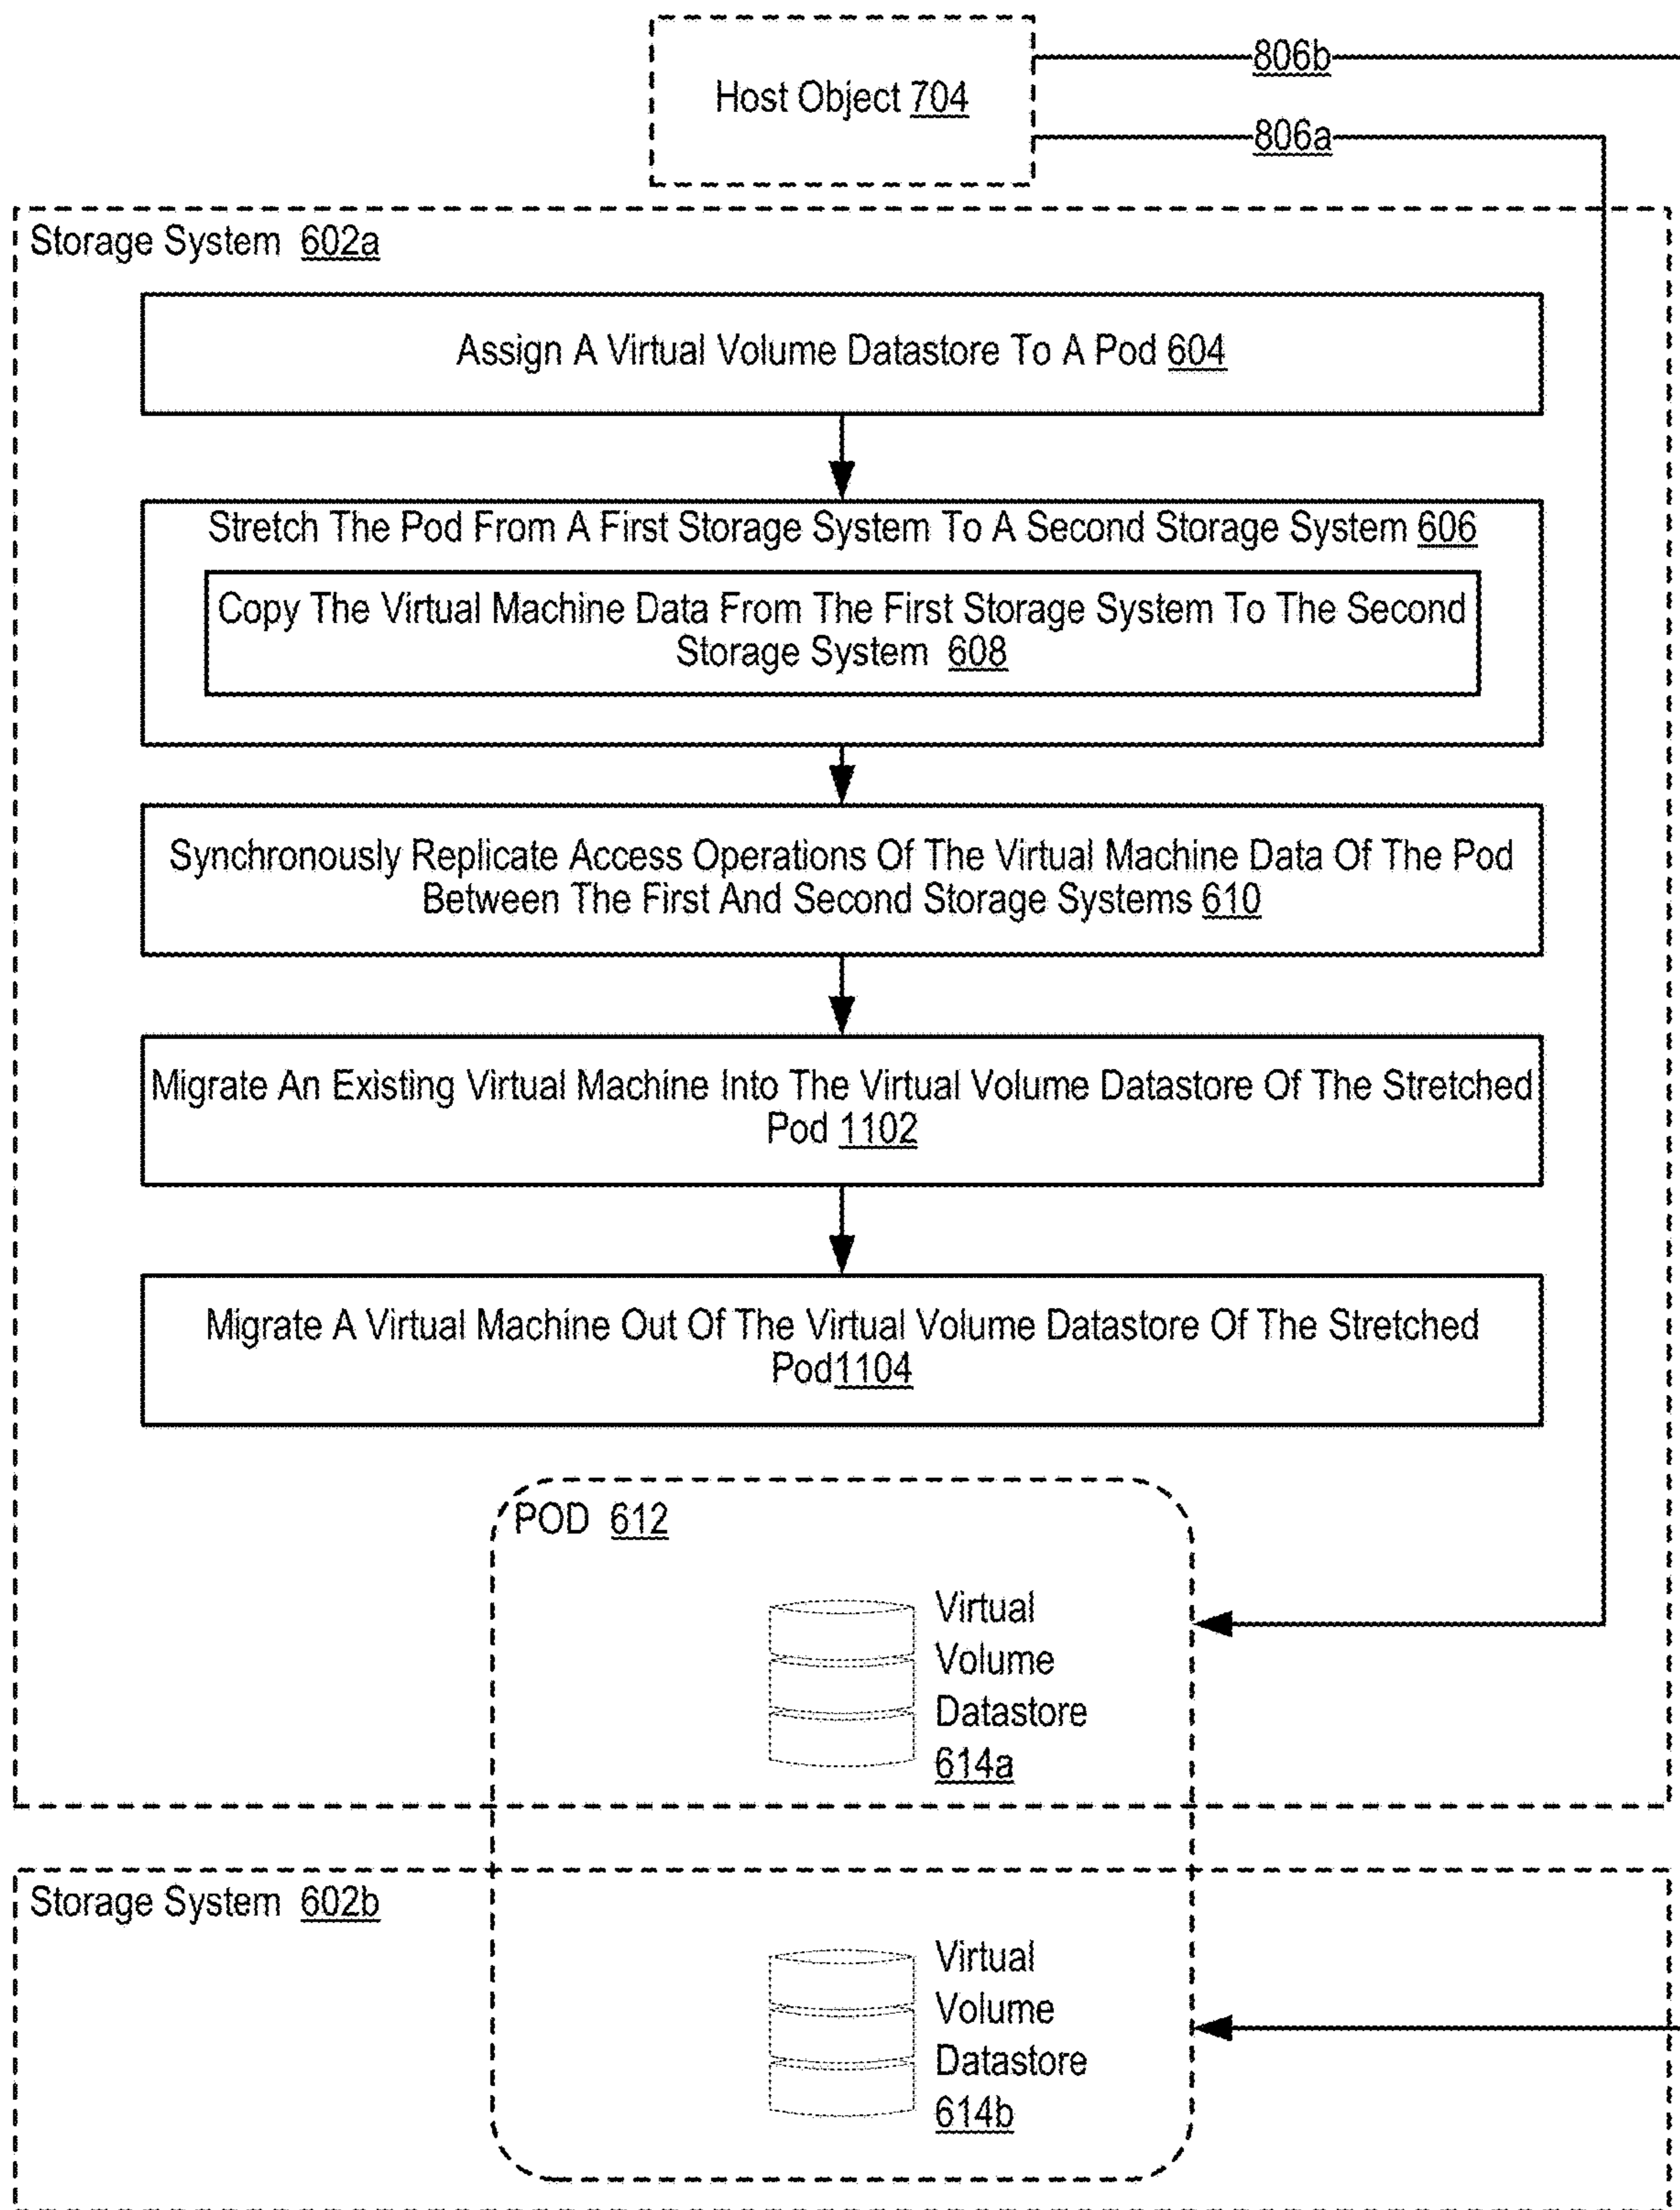 806b
Host Object 704
806a
Storage System 602a
Assign A Virtual Volume Datastore To A Pod 604
Stretch The Pod From A First Storage System To A Second Storage System 606
Copy The Virtual Machine Data From The First Storage System To The Second
Storage System 608
Synchronously Replicate Access Operations Of The Virtual Machine Data Of The Pod
Between The First And Second Storage Systems 610
Migrate An Existing Virtual Machine Into The Virtual Volume Datastore Of The Stretched
Pod 1102
Migrate A Virtual Machine Out Of The Virtual Volume Datastore Of The Stretched
Pod1104
POD 612
Virtual
Volume
Datastore
614a
Storage System 602b
Virtual
Volume
Datastore
614b